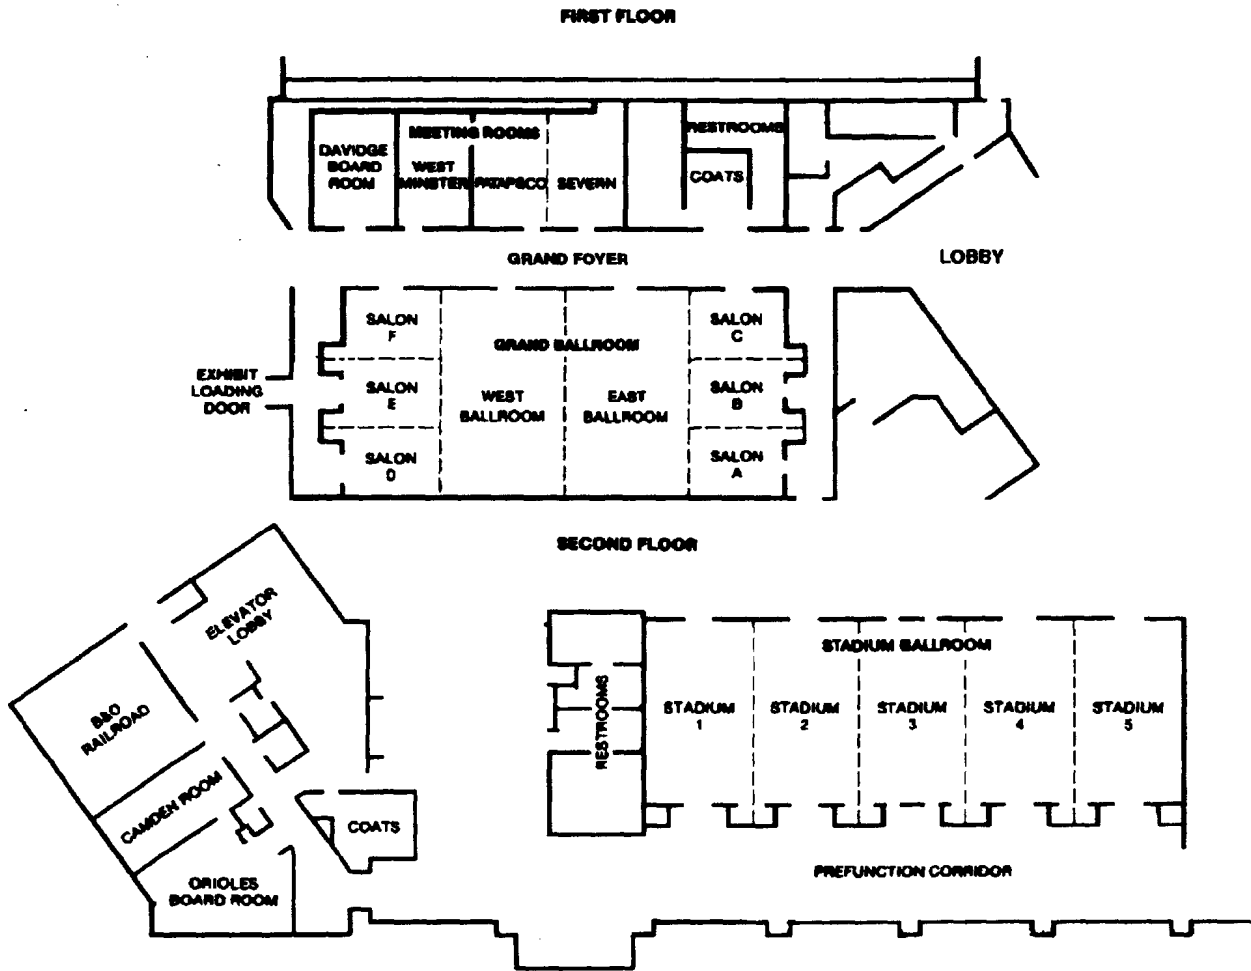 FIRST FLOOR
RESTROOMS
MEETING ROOMS
DAVIDGE
BOARD
ROOM
WEST
MINSTER
PATAPSCO
SEVERN
COATS
GRAND FOYER
LOBBY
SALON
F
SALON
C
GRAND BALLROOM
EXHIBIT
LOADING
DOOR
SALON
E
WEST
BALLROOM
EAST
BALLROOM
SALON
B
SALON
D
SALON
A
SECOND FLOOR
ELEVATOR
LOBBY
STADIUM BALLROOM
B&O
RAILROAD
RESTROOMS
STADIUM
1
STADIUM
2
STADIUM
3
STADIUM
4
STADIUM
5
CAMDEN ROOM
COATS
ORIOLES
BOARD ROOM
PREFUNCTION CORRIDOR